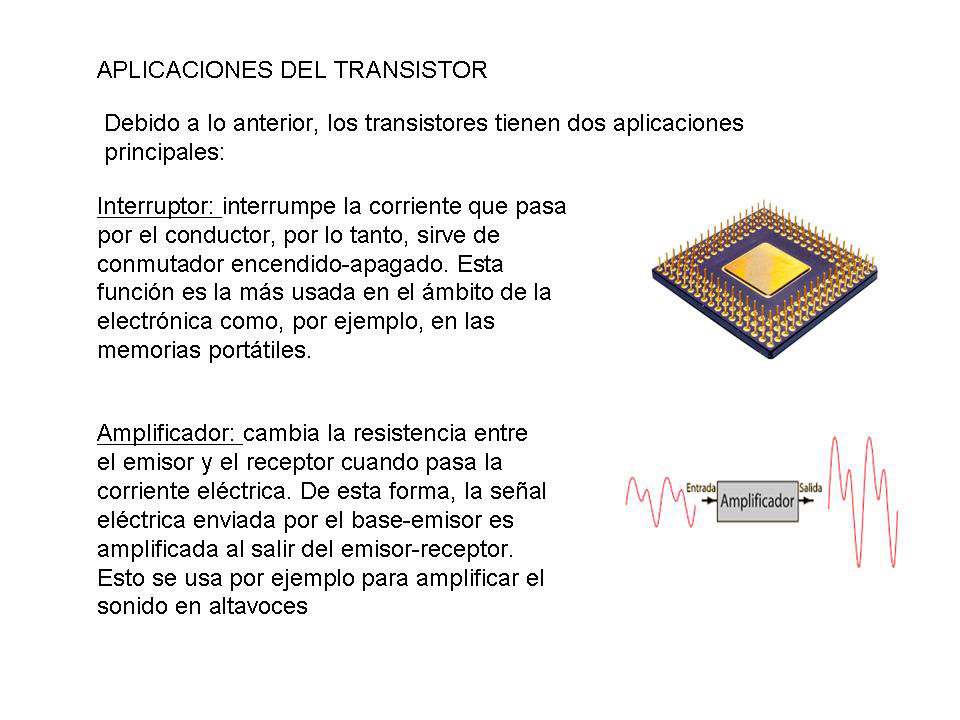 APLICACIONES DEL TRANSISTOR
Debido a lo anterior, los transistores tienen dos aplicaciones
principales:
Interruptor: interrumpe la corriente que pasa
por el conductor, por lo tanto, sirve de
conmutador encendido-apagado. Esta
función es la más usada en el ámbito de la
electrónica como, por ejemplo, en las
memorias portátiles.
Amplificador: cambia la resistencia entre
el emisor y el receptor cuando pasa la
corriente eléctrica. De esta forma, la señal
eléctrica enviada por el base-emisor es
amplificada al salir del emisor-receptor.
Esto se usa por ejemplo para amplificar el
sonido en altavoces
Entrada
Amplificador
Salida